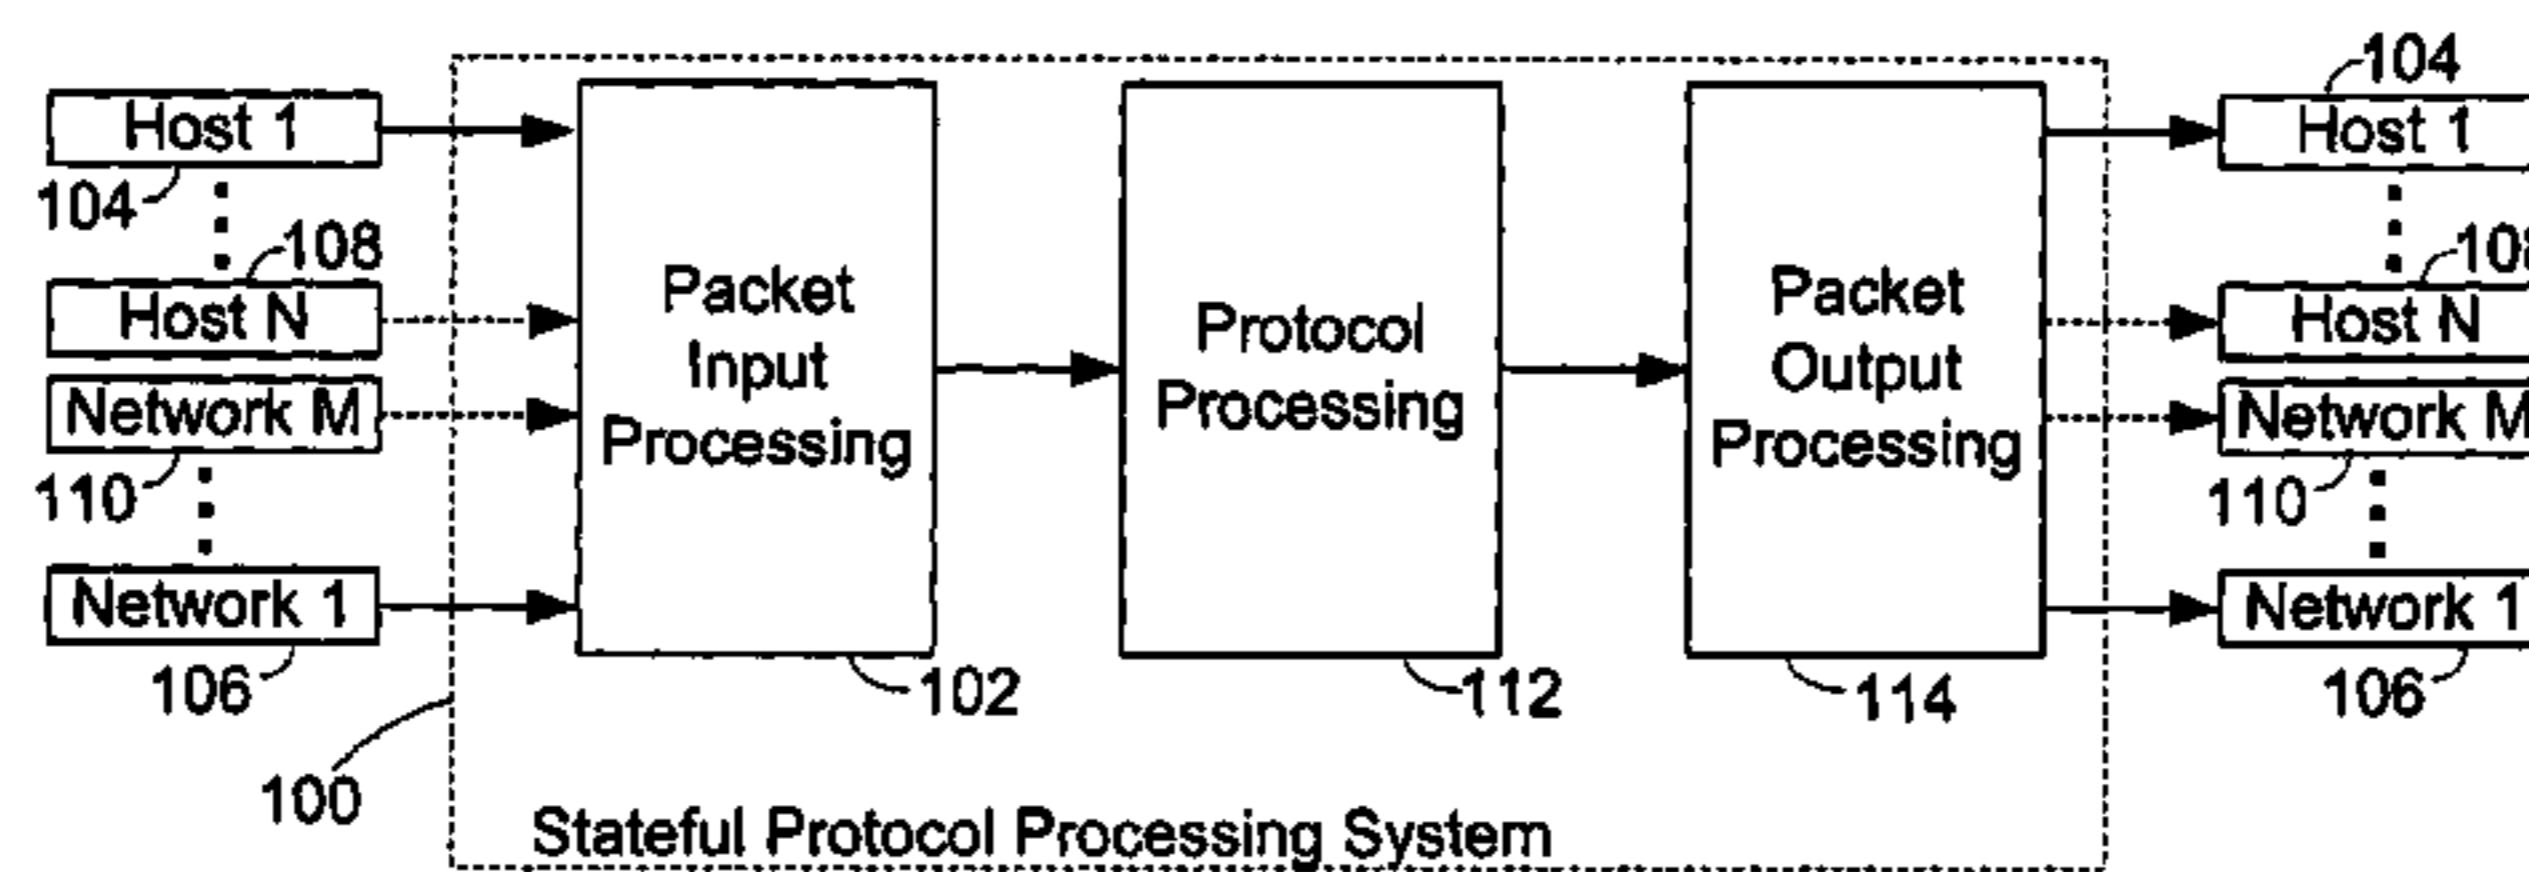 104
Host 1
Host 1
104
108
108
Host N
Host N
Packet
Input
Processing
Protocol
Processing
Packet
Output
Processing
Network M
Network M
110
110
Network 1
Network 1
106
102
112
114
106
100
Stateful Protocol Processing System